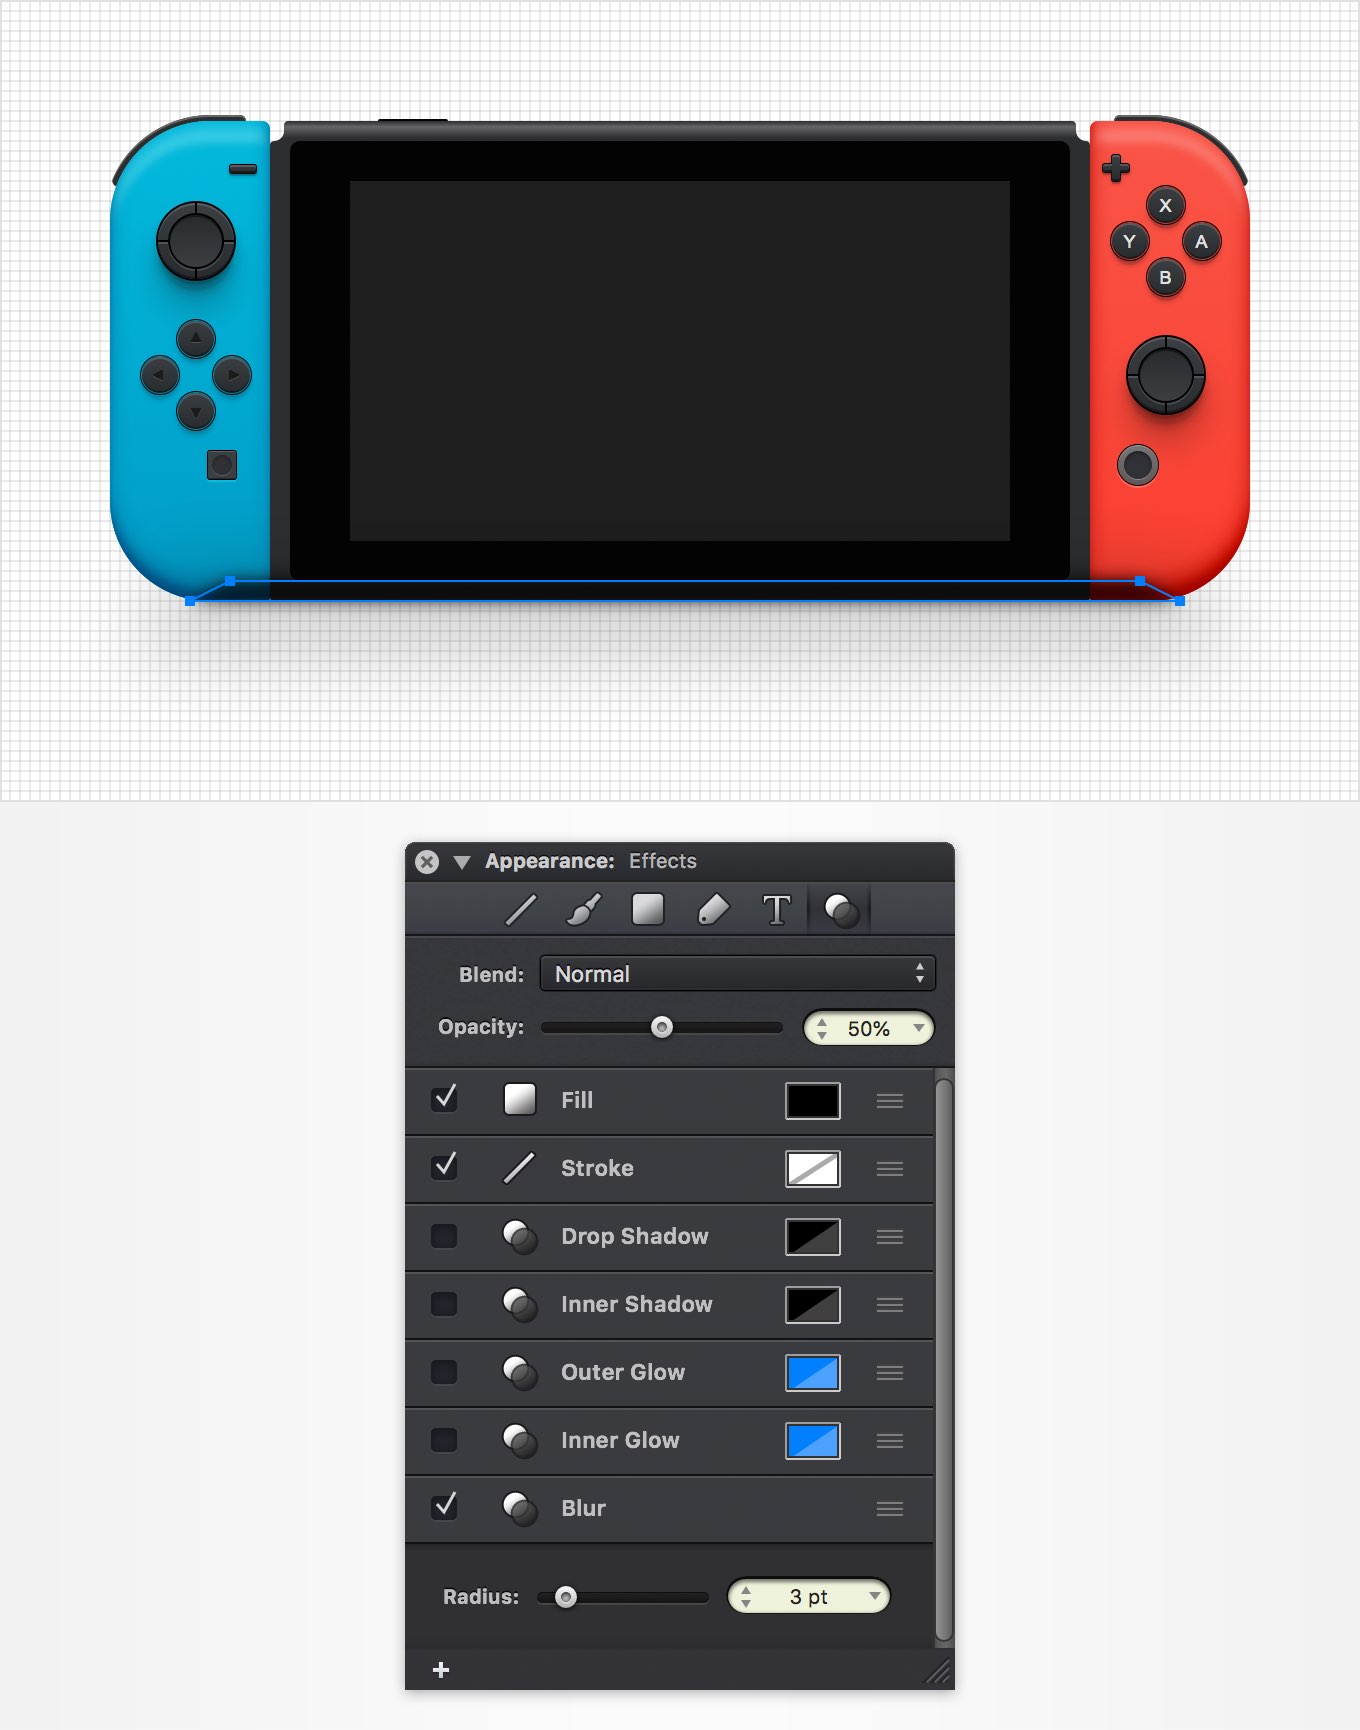 X
Y A
B
Appearance: Effects
T
Blend: Normal
Opacity: 50%
Fill
Stroke
Drop Shadow
Inner Shadow
Outer Glow
Inner Glow
Blur
Radius: 3 pt